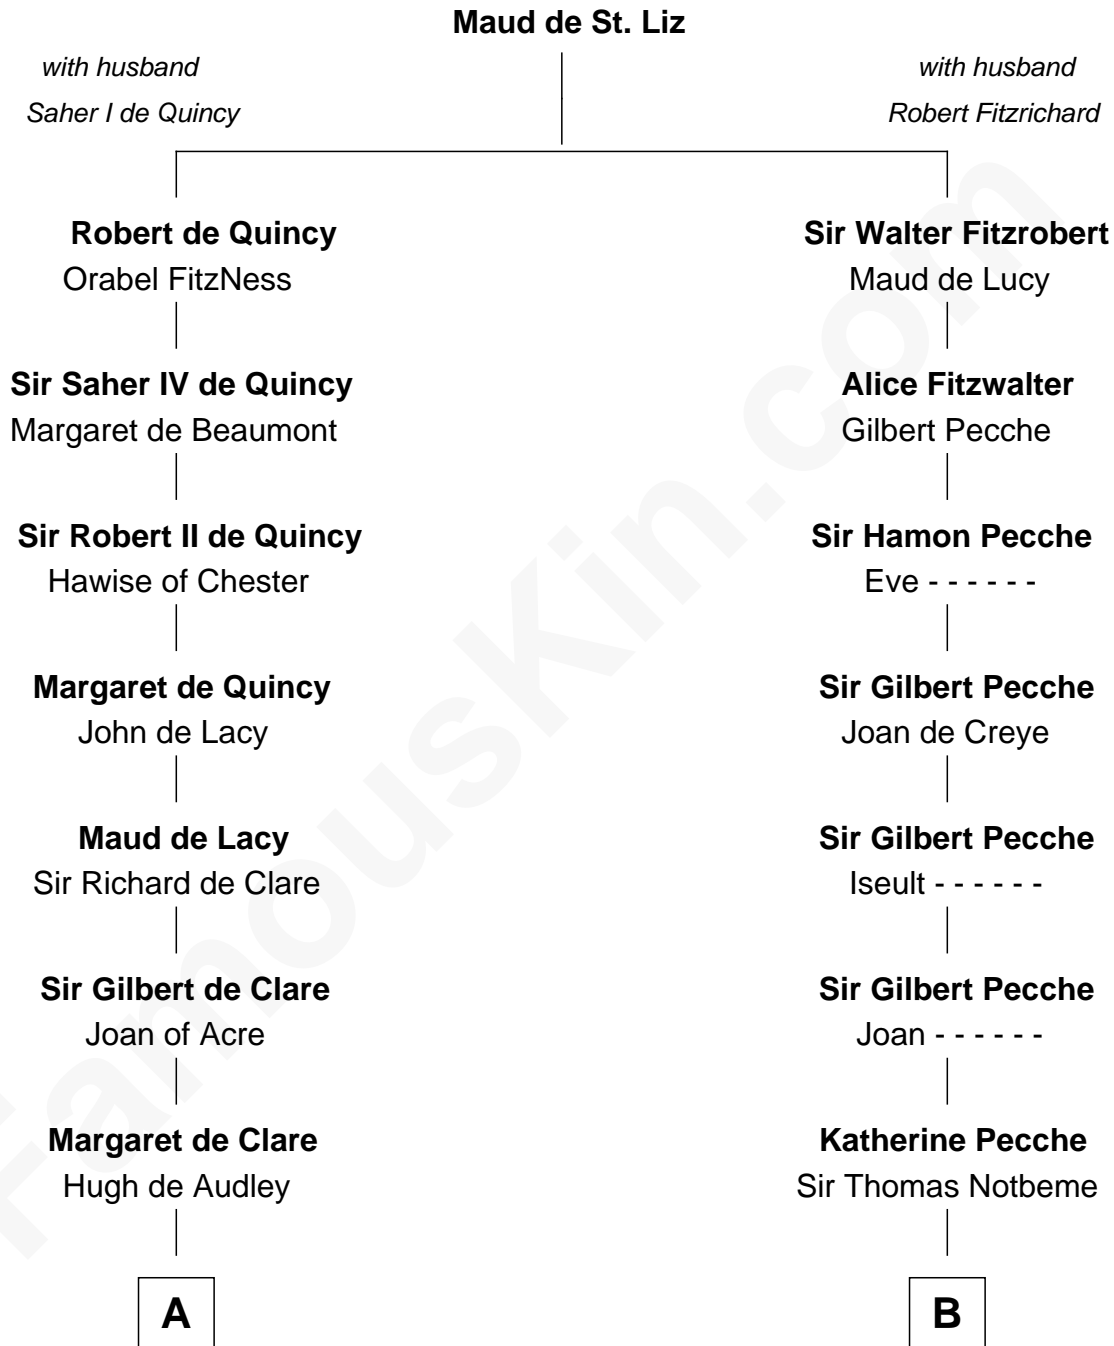 Maud de St. Liz
with husband
Saher I de Quincy
with husband
Robert Fitzrichard
Robert de Quincy
Orabel FitzNess
Sir Saher IV de Quincy
Margaret de Beaumont
Sir Robert II de Quincy
Hawise of Chester
Margaret de Quincy
John de Lacy
Maud de Lacy
Sir Richard de Clare
Sir Gilbert de Clare
Joan of Acre
Margaret de Clare
Hugh de Audley
A
Sir Walter Fitzrobert
Maud de Lucy
Alice Fitzwalter
Gilbert Pecche
Sir Hamon Pecche
Eve - - - - - -
Sir Gilbert Pecche
Joan de Creye
Sir Gilbert Pecche
Iseult - - - - - -
Sir Gilbert Pecche
Joan - - - - - -
Katherine Pecche
Sir Thomas Notbeme
B
FamousKin.com